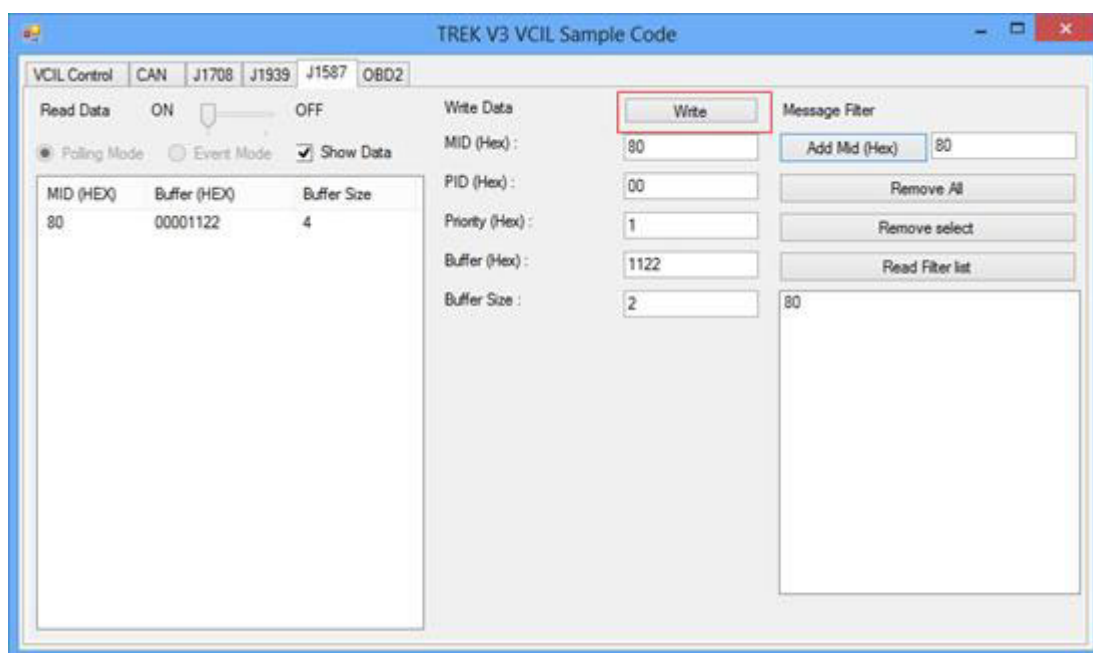 TREK V3 VCIL Sample Code
VCIL Control CAN J1708 J1939 J1587 OBD2
Read Data ON OFF
Polling Mode Event Mode Show Data
MID (HEX) Buffer (HEX) Buffer Size
80 00001122 4
Write Data Write
MID (Hex) : 80
PID (Hex) : 00
Priority (Hex) : 1
Buffer (Hex) : 1122
Buffer Size : 2
Message Filter
Add Mid (Hex) 80
Remove All
Remove select
Read Filter list
80